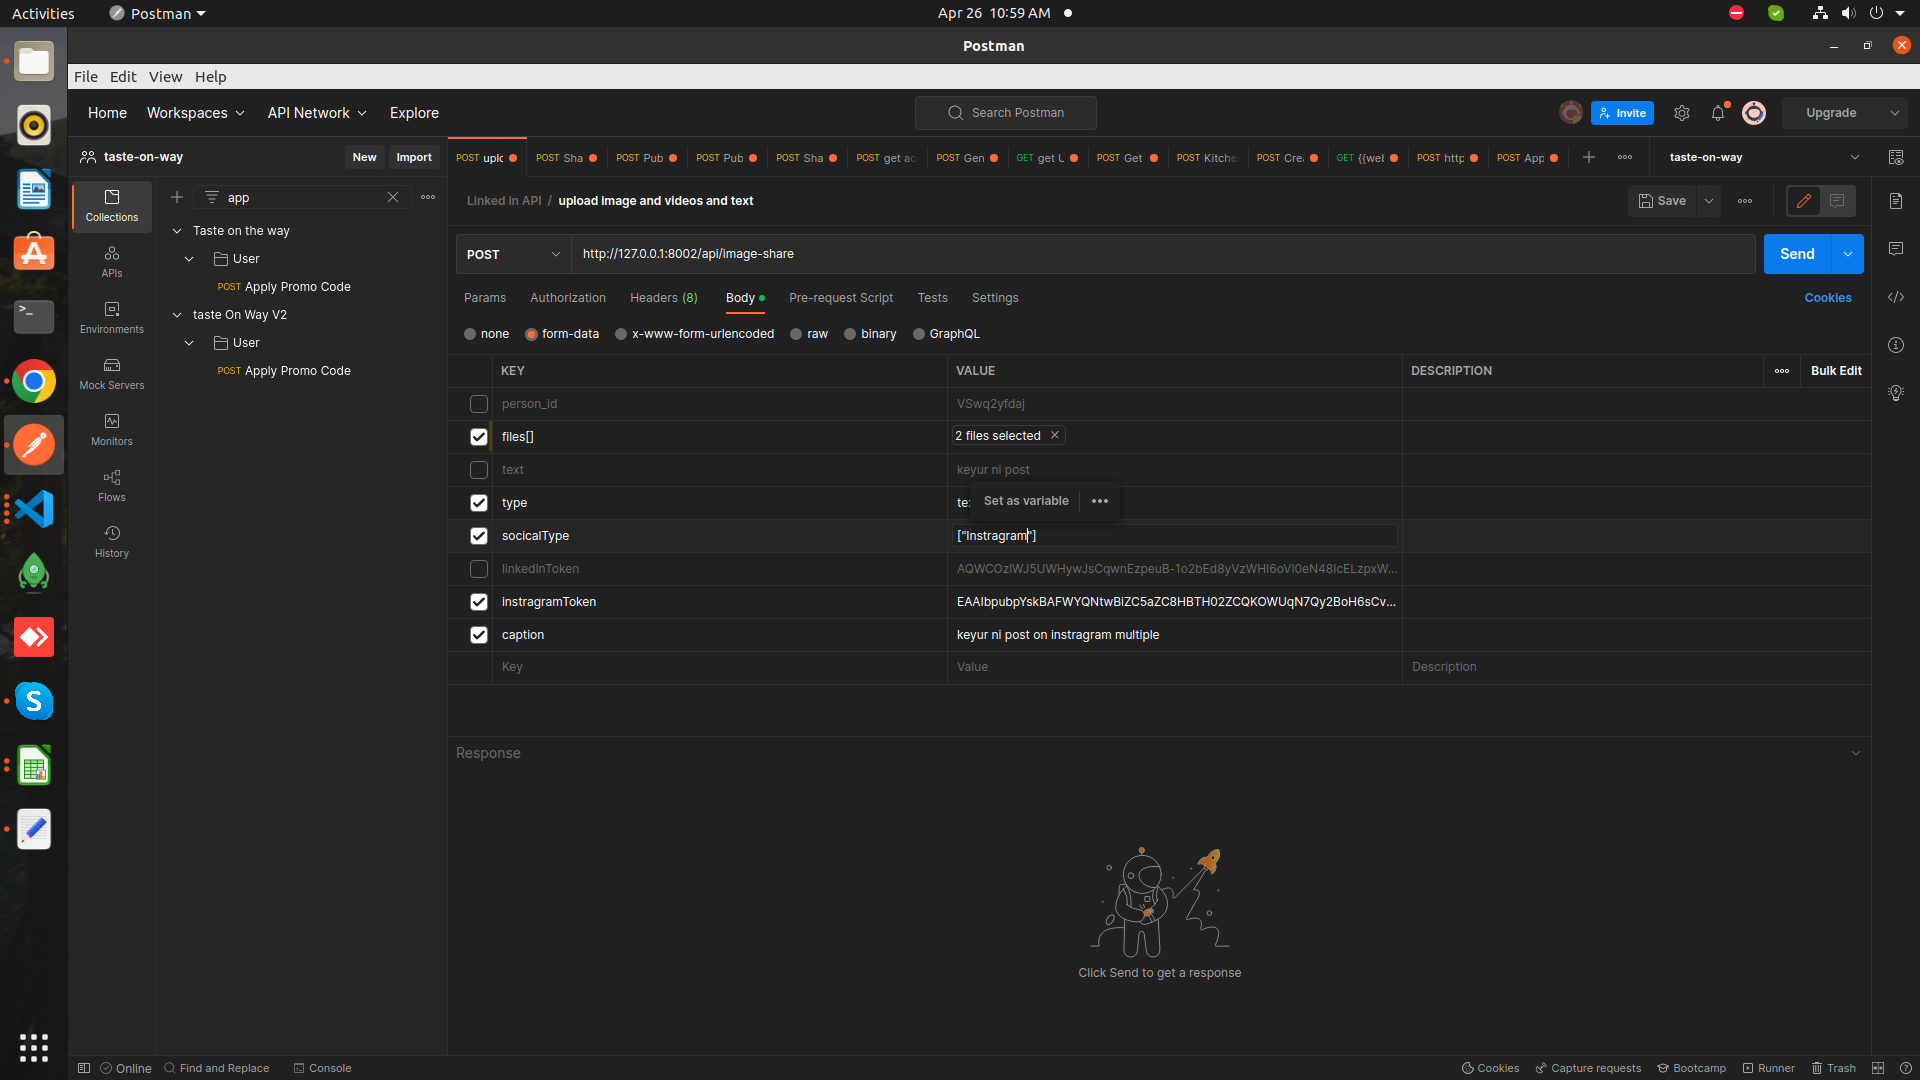 Activities
Postman
Apr 26 10:59 AM
Postman
File Edit View Help
Home Workspaces API Network Explore
Search Postman
Invite
Upgrade
taste-on-way
New Import
POST uplo
POST Sha
POST Pub
POST Pub
POST Sha
POST get ac
POST Gen
GET get U
POST Get
POST Kitche
POST Cre
GET {{wel
POST http
POST App
taste-on-way
Collections
APIs
Environments
Mock Servers
Monitors
Flows
History
app
Taste on the way
User
POST Apply Promo Code
taste On Way V2
User
POST Apply Promo Code
Linked In API / upload image and videos and text
Save
POST http://127.0.0.1:8002/api/image-share
Send
Params Authorization Headers (8) Body Pre-request Script Tests Settings
Cookies
none form-data x-www-form-urlencoded raw binary GraphQL
KEY VALUE DESCRIPTION Bulk Edit
person_id VSwq2yfdaj
files[] 2 files selected
text keyur ni post
type te
Set as variable
socicalType ["Instragram"]
linkedInToken AQWCOzIWJ5UWHywJsCqwnEzpeuB-1o2bEd8yVzWHI6oVI0eN48IcELzpxW...
instragramToken EAAIbpubpYskBAFWYQNtwBiZC5aZC8HBTH02ZCQKOWUqN7Qy2BoH6sCv...
caption keyur ni post on instragram multiple
Key Value Description
Response
Click Send to get a response
Online Find and Replace Console
Cookies Capture requests Bootcamp Runner Trash